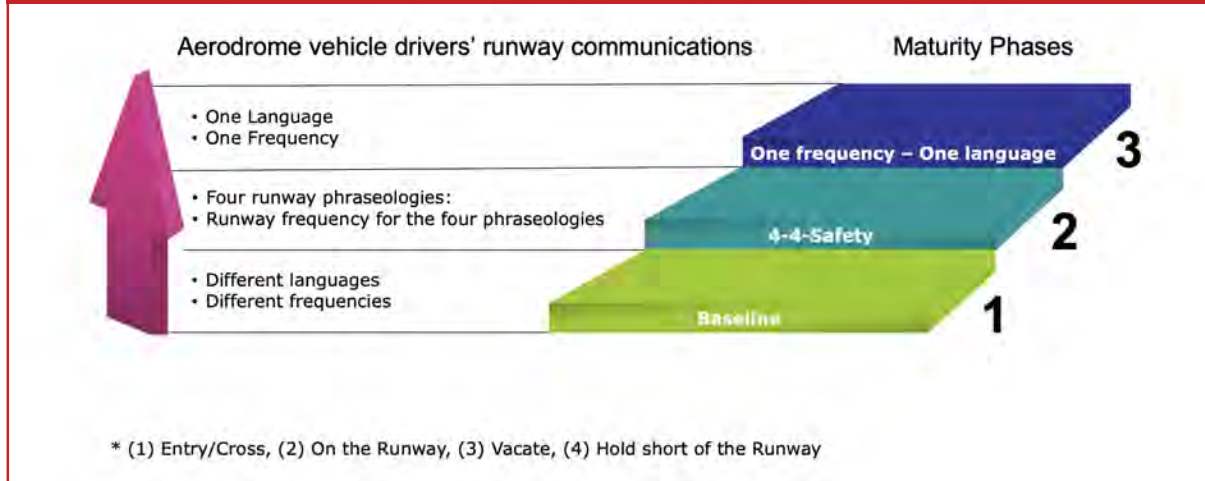 Aerodrome vehicle drivers' runway communications
Maturity Phases
• One Language
• One Frequency
One frequency – One language
3
• Four runway phraseologies:
• Runway frequency for the four phraseologies
4-4-Safety
2
• Different languages
• Different frequencies
Baseline
1
* (1) Entry/Cross, (2) On the Runway, (3) Vacate, (4) Hold short of the Runway